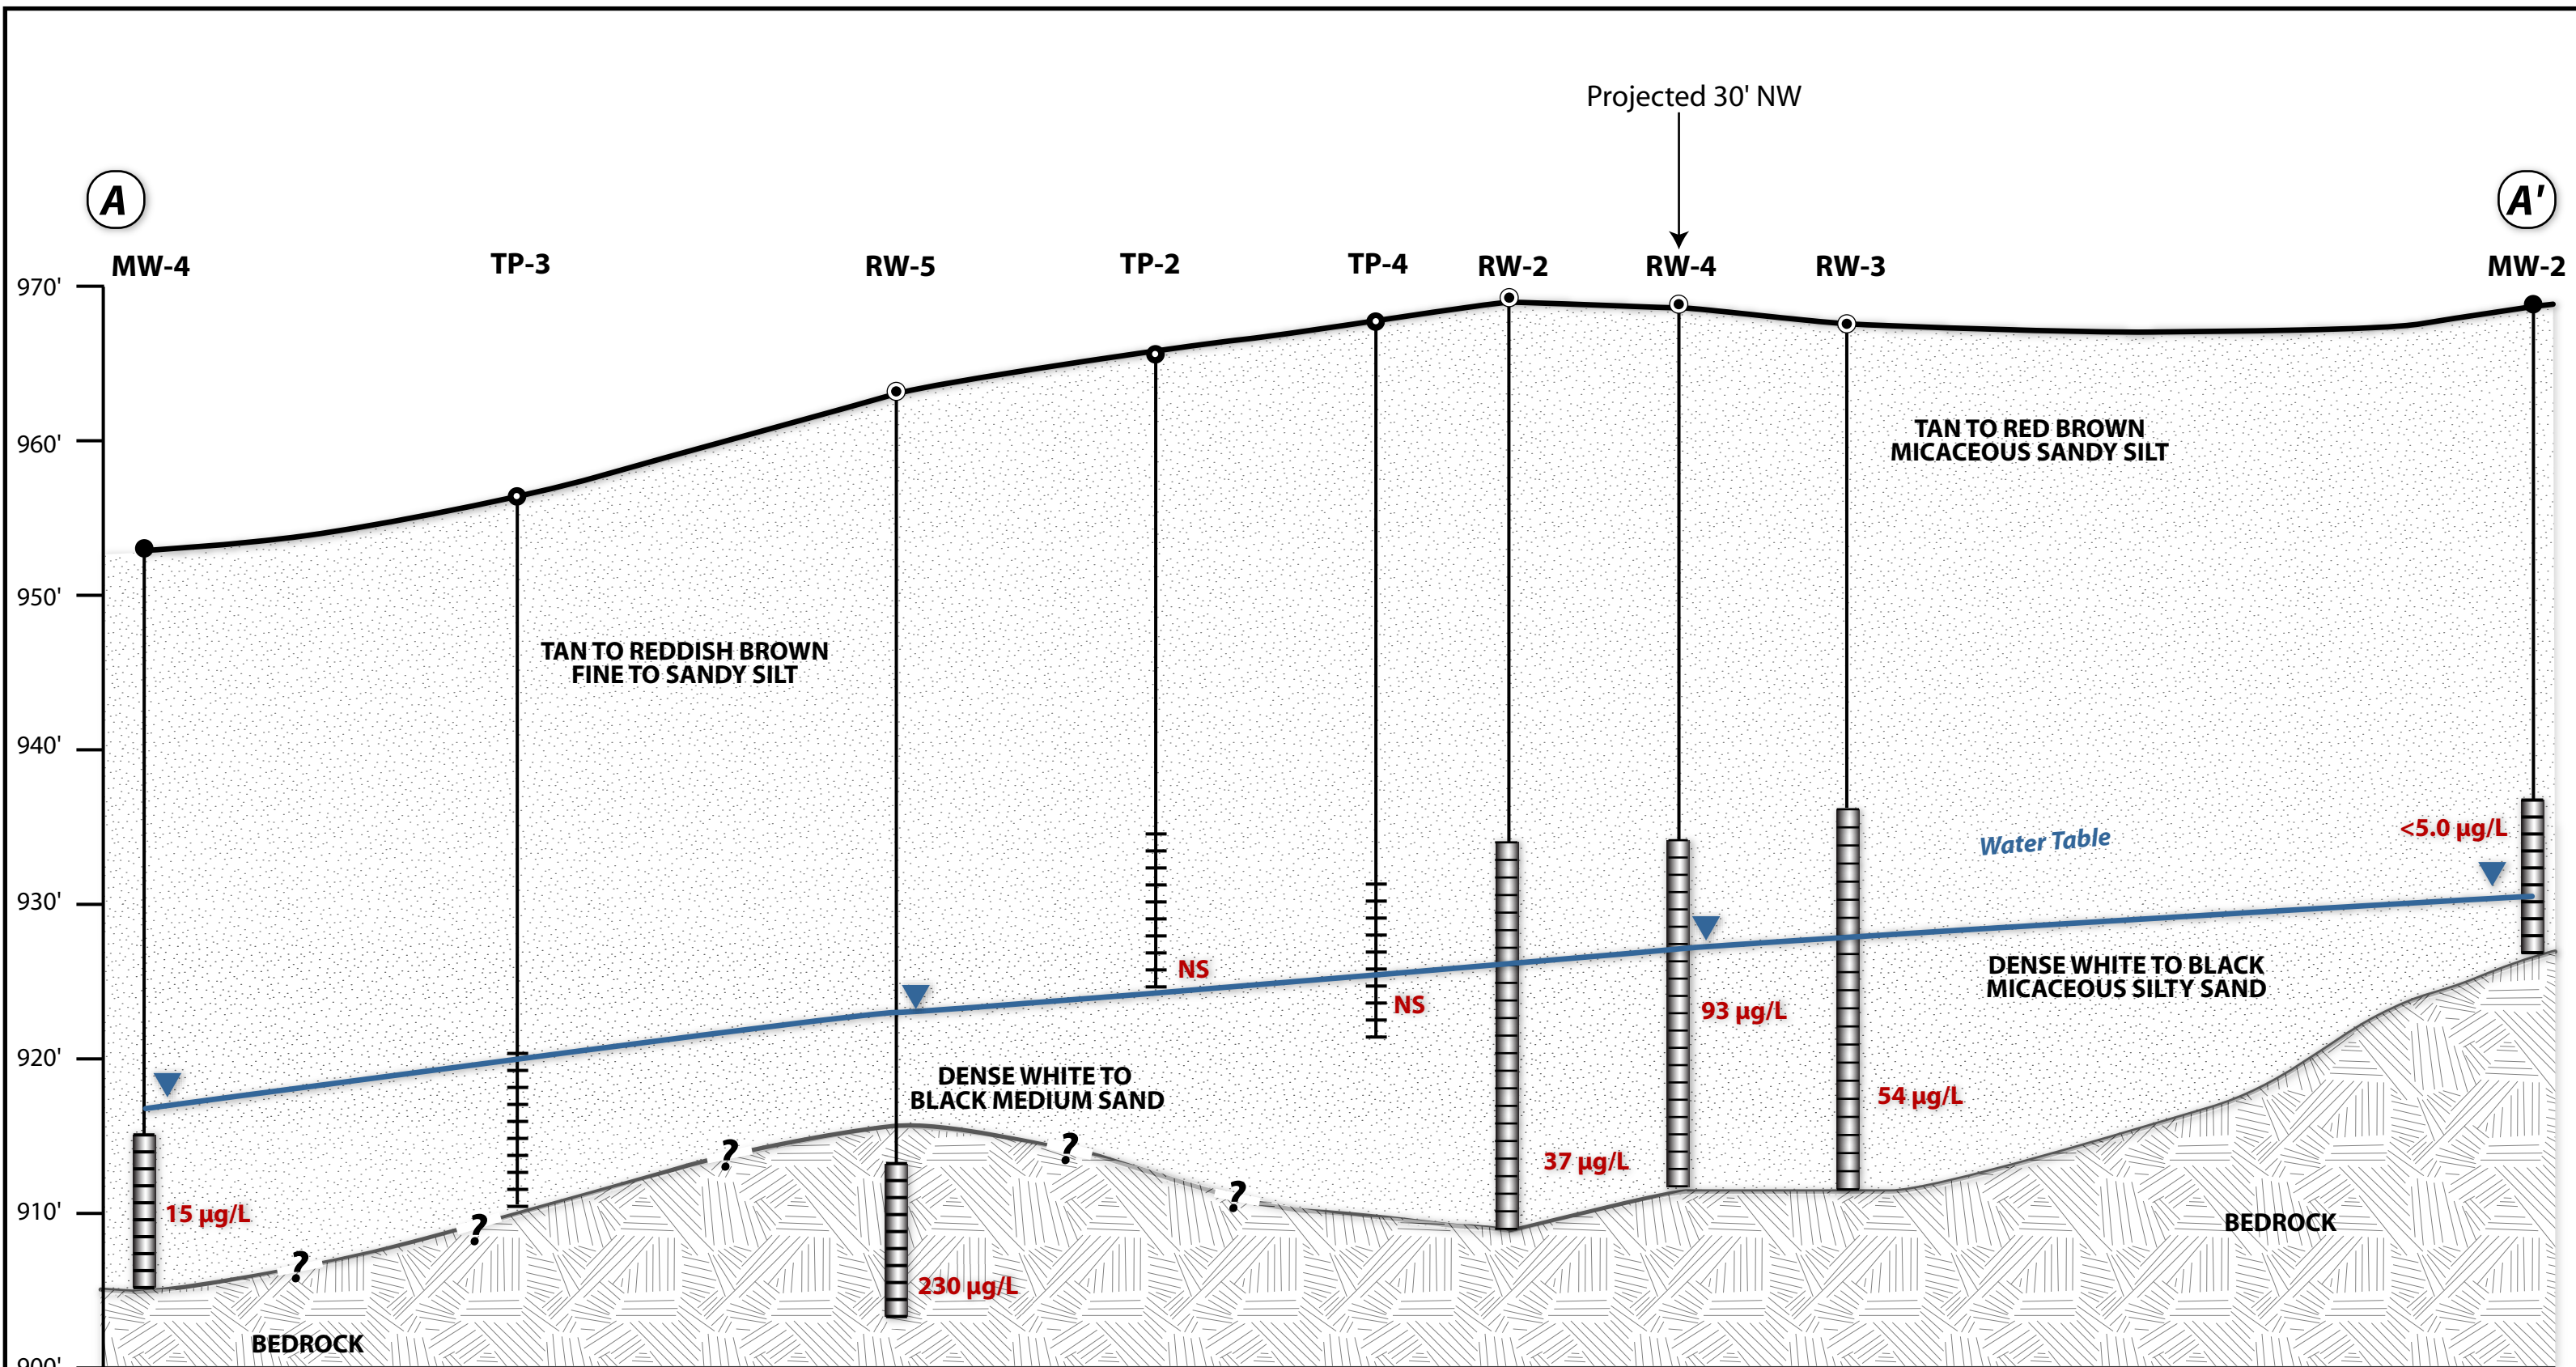 Projected 30' NW
A
A'
MW-4
TP-3
RW-5
TP-2
TP-4
RW-2
RW-4
RW-3
MW-2
970'
960'
TAN TO RED BROWN
MICACEOUS SANDY SILT
950'
TAN TO REDDISH BROWN
FINE TO SANDY SILT
940'
Water Table
<5.0 µg/L
930'
NS
NS
93 µg/L
DENSE WHITE TO BLACK
MICACEOUS SILTY SAND
920'
DENSE WHITE TO
BLACK MEDIUM SAND
54 µg/L
?
?
37 µg/L
?
910'
15 µg/L
?
?
BEDROCK
230 µg/L
BEDROCK
900'